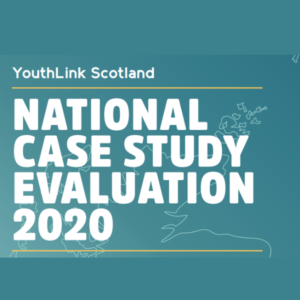 YouthLink Scotland
NATIONAL
CASE STUDY
EVALUATION
2020